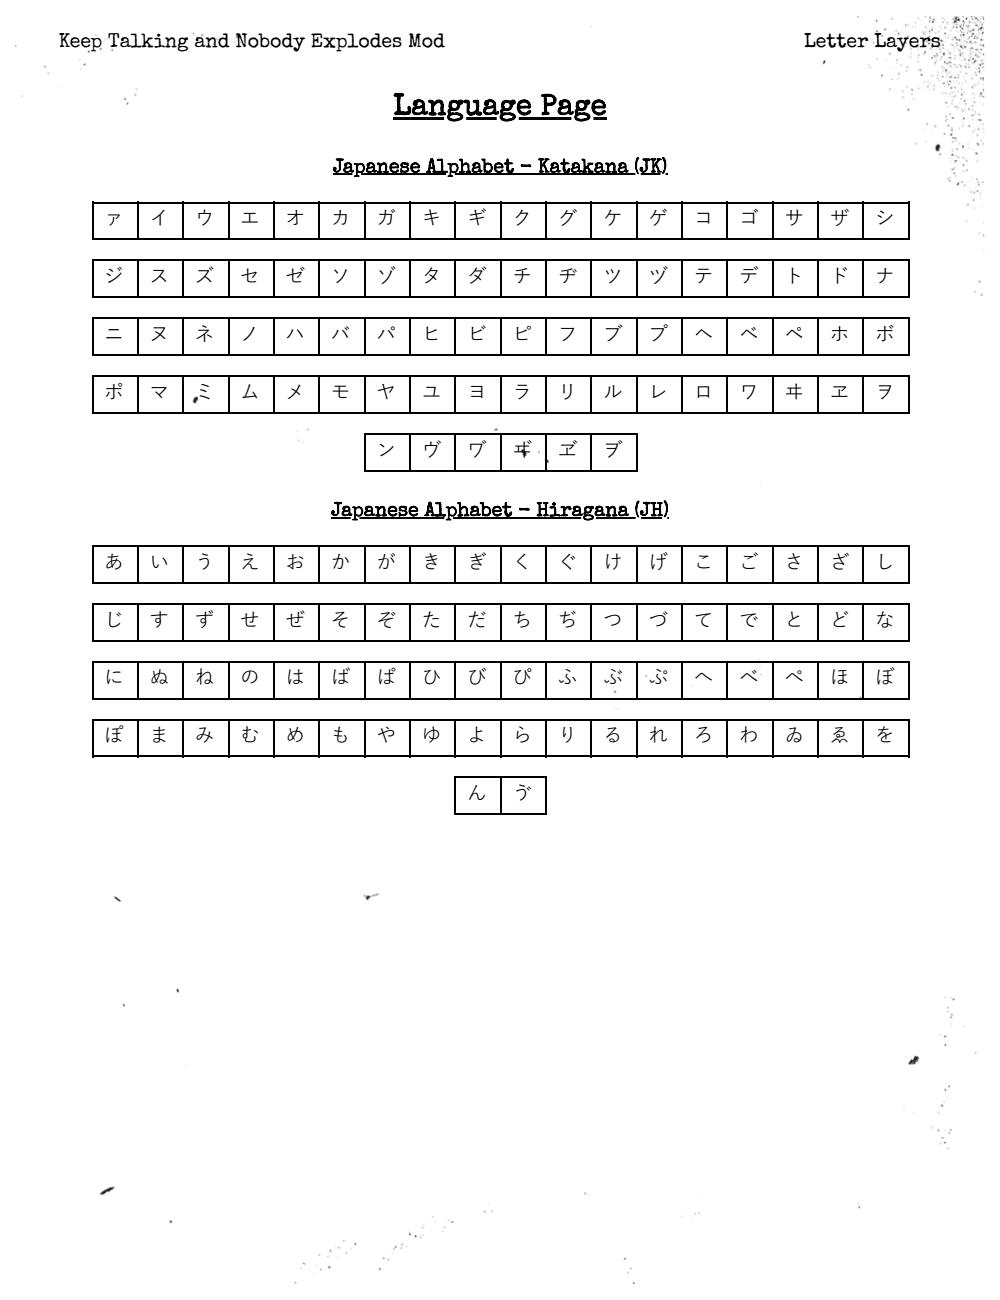 Keep Talking and Nobody Explodes Mod Letter Layers
Language Page
Japanese Alphabet - Katakana (JK)
ァ イ ウ エ オ カ ガ キ ギ ク グ ケ ゲ コ ゴ サ ザ シ
ジ ス ズ セ ゼ ソ ゾ タ ダ チ ヂ ツ ヅ テ デ ト ド ナ
ニ ヌ ネ ノ ハ バ パ ヒ ビ ピ フ ブ プ ヘ ベ ペ ホ ボ
ポ マ ミ ム メ モ ヤ ユ ヨ ラ リ ル レ ロ ワ ヰ ヱ ヲ
ン ヴ ヷ ヸ ヹ ヺ
Japanese Alphabet - Hiragana (JH)
あ い う え お か が き ぎ く ぐ け げ こ ご さ ざ し
じ す ず せ ぜ そ ぞ た だ ち ぢ つ づ て で と ど な
に ぬ ね の は ば ぱ ひ び ぴ ふ ぶ ぷ へ べ ぺ ほ ぼ
ぽ ま み む め も や ゆ よ ら り る れ ろ わ ゐ ゑ を
ん ゔ